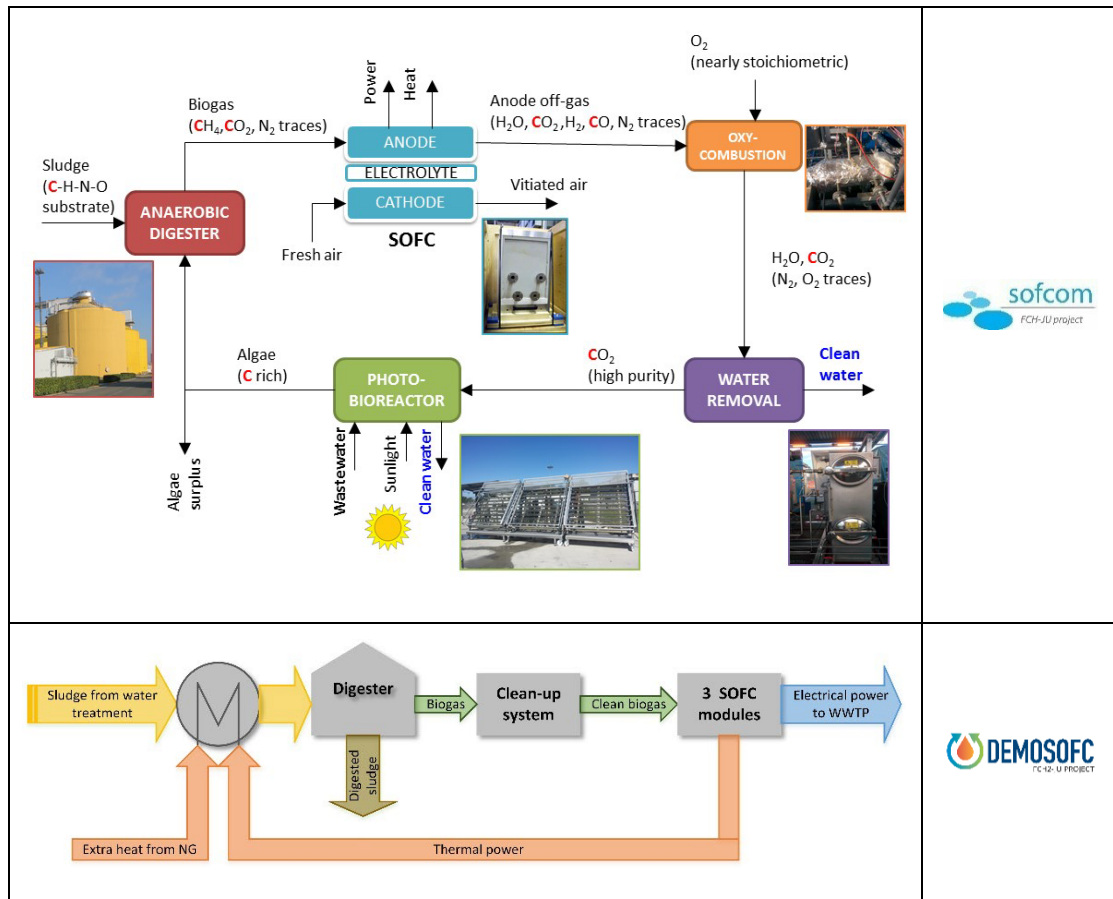 O₂
(nearly stoichiometric)
Power
Heat
Biogas
(CH₄,CO₂, N₂ traces)
Anode off-gas
(H₂O, CO₂ ,H₂, CO, N₂ traces)
ANODE
ELECTROLYTE
CATHODE
SOFC
OXY-
COMBUSTION
Sludge
(C-H-N-O
substrate)
ANAEROBIC
DIGESTER
Fresh air
Vitiated air
H₂O, CO₂
(N₂, O₂ traces)
Algae
(C rich)
PHOTO-
BIOREACTOR
CO₂
(high purity)
WATER
REMOVAL
Clean
water
Algae
surplus
Wastewater
Sunlight
Clean water
sofcom
FCH-JU project
Sludge from water
treatment
Digester
Biogas
Clean-up
system
Clean biogas
3 SOFC
modules
Electrical power
to WWTP
Digested
sludge
Extra heat from NG
Thermal power
DEMOSOFC
FCH2-JU PROJECT